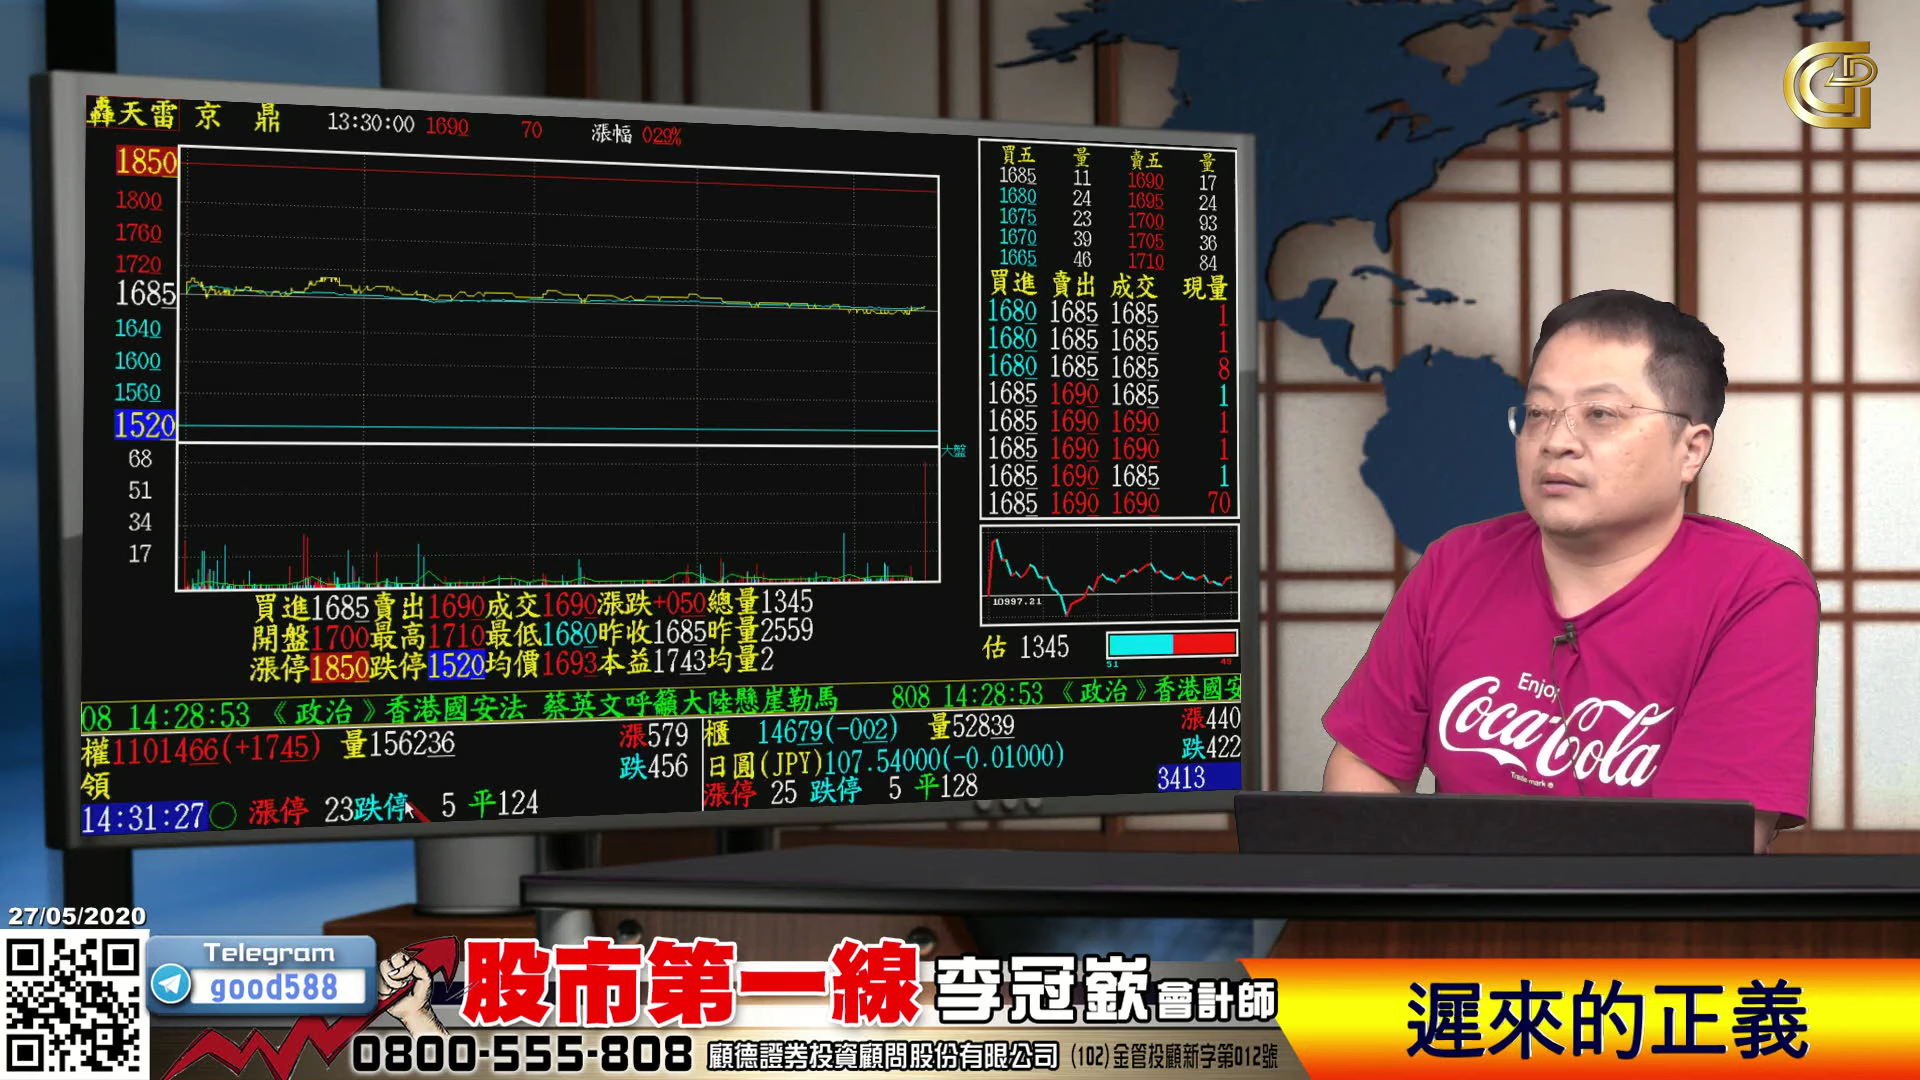 轟天雷 京 鼎 13:30:00 1690 70 漲幅 029%
1850
1800
1760
1720
1685
1640
1600
1560
1520
68
51
34
17
大盤
買五 量 賣五 量
1685 11 1690 17
1680 24 1695 24
1675 23 1700 93
1670 39 1705 36
1665 46 1710 84
買進 賣出 成交 現量
1680 1685 1685 1
1680 1685 1685 1
1680 1685 1685 8
1685 1690 1685 1
1685 1690 1690 1
1685 1690 1690 1
1685 1690 1685 1
1685 1690 1690 70
10997.21
估 1345
51 49
買進1685賣出1690成交1690漲跌+050總量1345
開盤1700最高1710最低1680昨收1685昨量2559
漲停1850跌停1520均價1693本益1743均量2
08 14:28:53 《政治》香港國安法 蔡英文呼籲大陸懸崖勒馬 808 14:28:53 《政治》香港國安
權1101466(+1745) 量156236 漲579
跌456
領
14:31:27 漲停 23跌停 5 平124
櫃 14679(-002) 量52839 漲440
日圓(JPY)107.54000(-0.01000) 跌422
漲停 25 跌停 5 平128 3413
GD
Enjoy
Coca-Cola
Trade mark ®
27/05/2020
Telegram
good588
股市第一線 李冠嶔會計師
0800-555-808 顧德證券投資顧問股份有限公司 (102)金管投顧新字第012號
遲來的正義